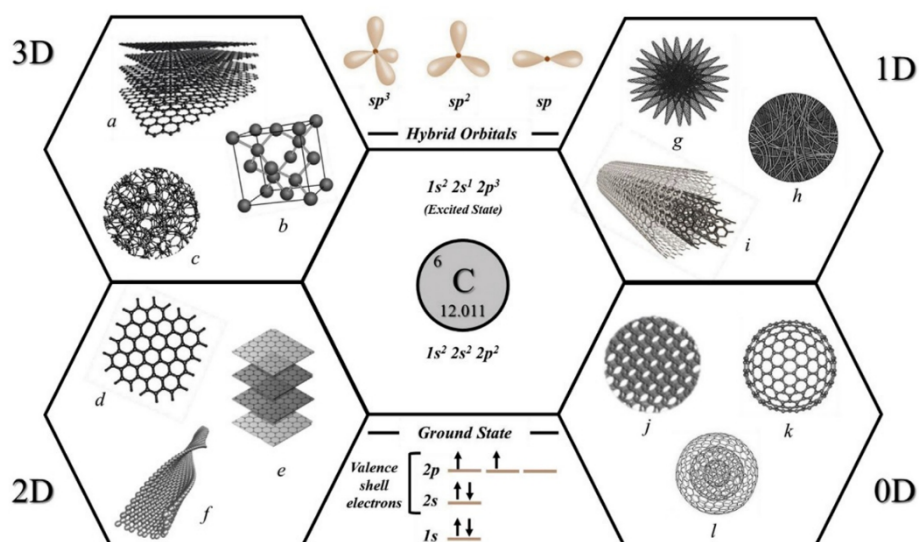 3D
a
b
c
sp³ sp² sp
Hybrid Orbitals
1D
g
h
i
1s² 2s¹ 2p³
(Excited State)
6
C
12.011
1s² 2s² 2p²
2D
d
e
f
Ground State
Valence
shell
electrons
2p
2s
1s
0D
j
k
l